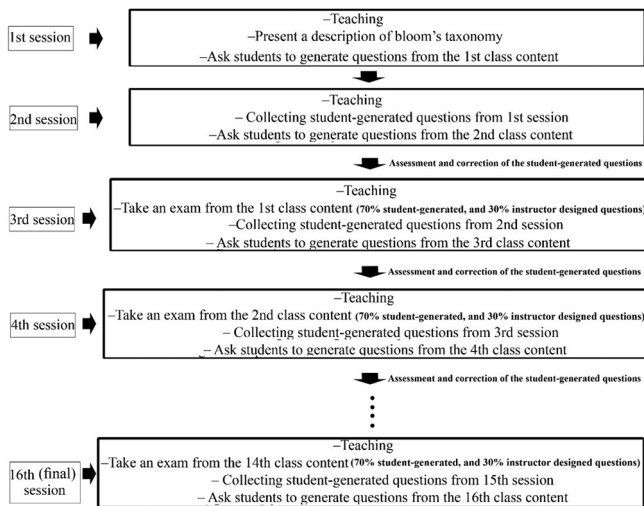 –Teaching
1st session
–Present a description of bloom's taxonomy
–Ask students to generate questions from the 1st class content
–Teaching
2nd session
– Collecting student-generated questions from 1st session
– Ask students to generate questions from the 2nd class content
Assessment and correction of the student-generated questions
–Teaching
–Take an exam from the 1st class content (70% student-generated, and 30% instructor designed questions)
3rd session
–Collecting student-generated questions from 2nd session
– Ask students to generate questions from the 3rd class content
Assessment and correction of the student-generated questions
–Teaching
–Take an exam from the 2nd class content (70% student-generated, and 30% instructor designed questions)
4th session
– Collecting student-generated questions from 3rd session
– Ask students to generate questions from the 4th class content
Assessment and correction of the student-generated questions
–Teaching
–Take an exam from the 14th class content (70% student-generated, and 30% instructor designed questions)
16th (final)
session
– Collecting student-generated questions from 15th session
– Ask students to generate questions from the 16th class content